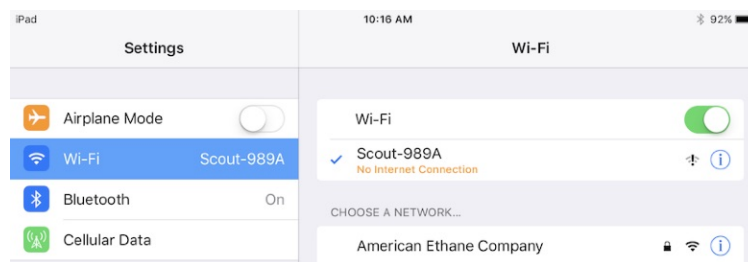 iPad 10:16 AM 92%
Settings Wi-Fi
Airplane Mode
Wi-Fi Scout-989A
Bluetooth On
Cellular Data
Wi-Fi
Scout-989A
No Internet Connection
CHOOSE A NETWORK...
American Ethane Company